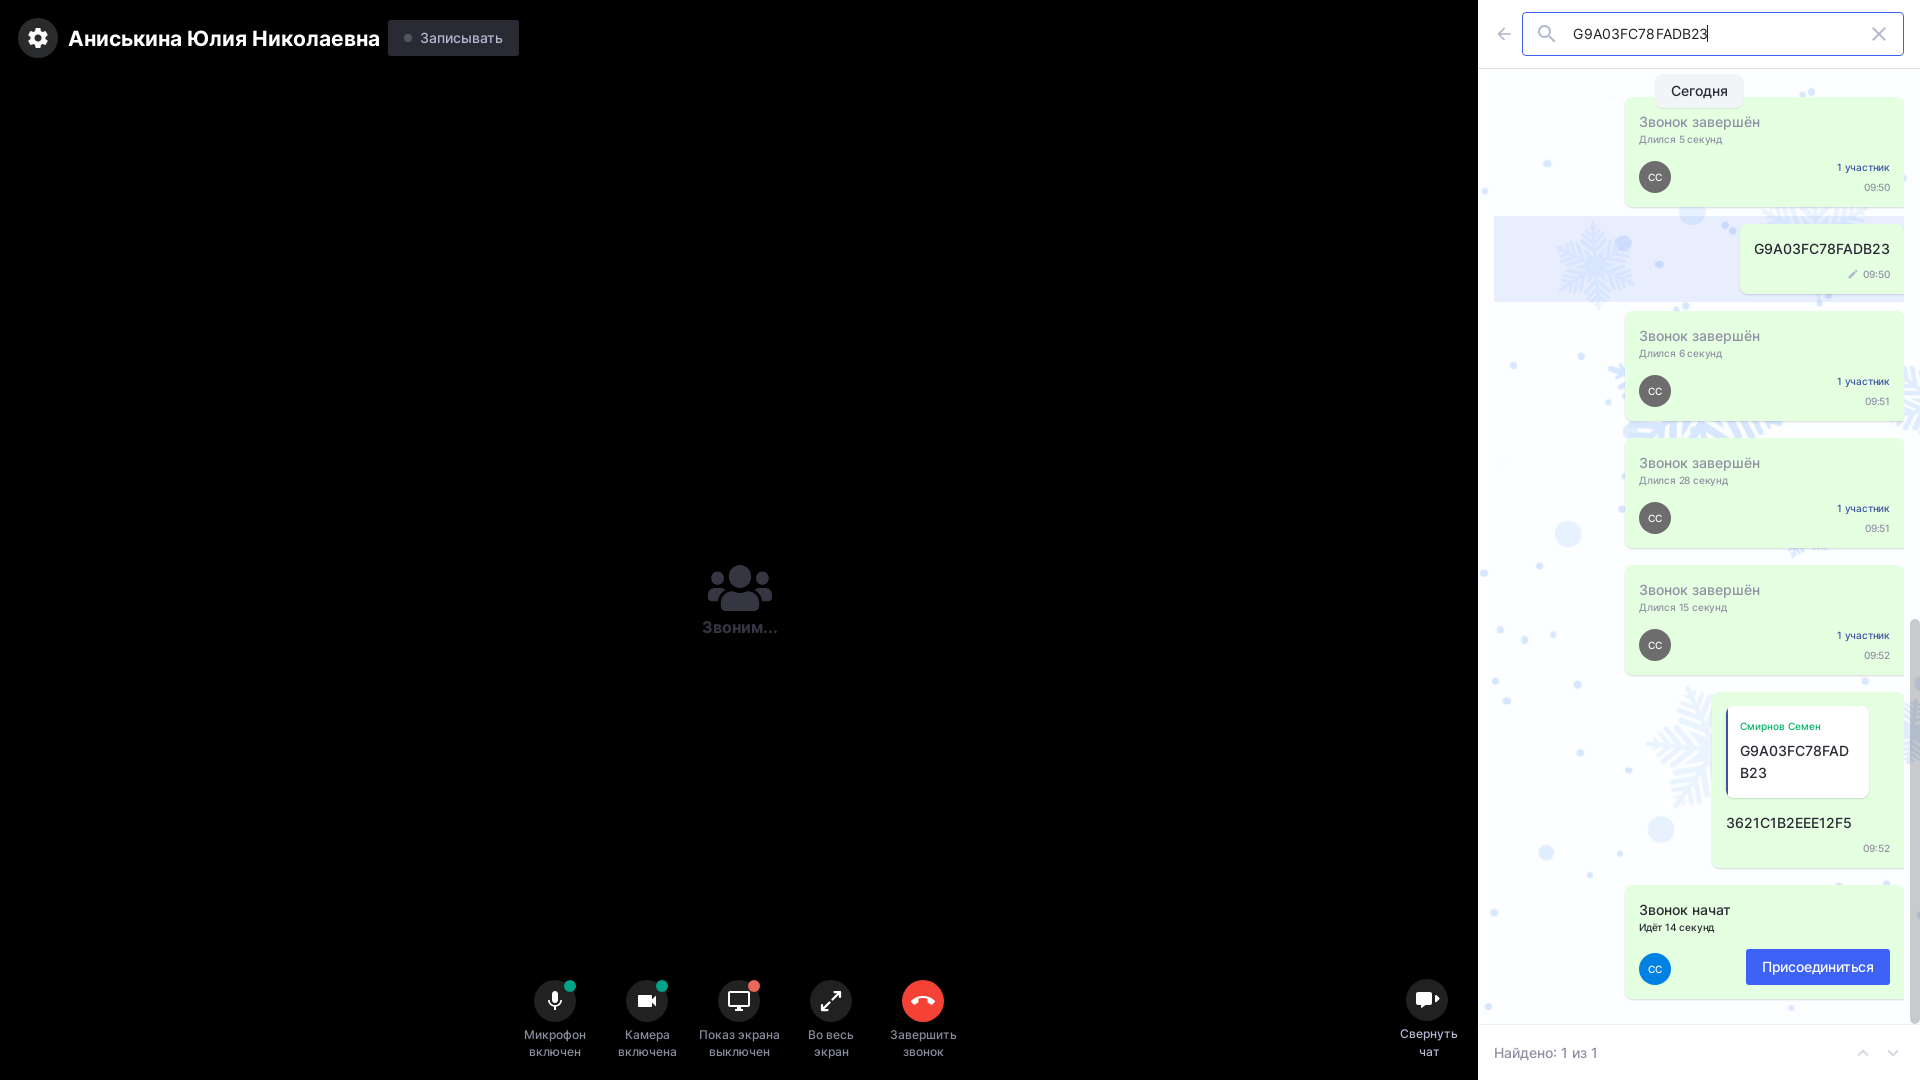 Аниськина Юлия Николаевна
Записывать
Звоним...
Микрофон
включен
Камера
включена
Показ экрана
выключен
Во весь
экран
Завершить
звонок
Свернуть
чат
G9A03FC78FADB23
Сегодня
Звонок завершён
Длился 5 секунд
1 участник
СС
09:50
G9A03FC78FADB23
09:50
Звонок завершён
Длился 6 секунд
1 участник
СС
09:51
Звонок завершён
Длился 28 секунд
1 участник
СС
09:51
Звонок завершён
Длился 15 секунд
1 участник
СС
09:52
Смирнов Семен
G9A03FC78FAD
B23
3621C1B2EEE12F5
09:52
Звонок начат
Идёт 14 секунд
СС
Присоединиться
Найдено: 1 из 1